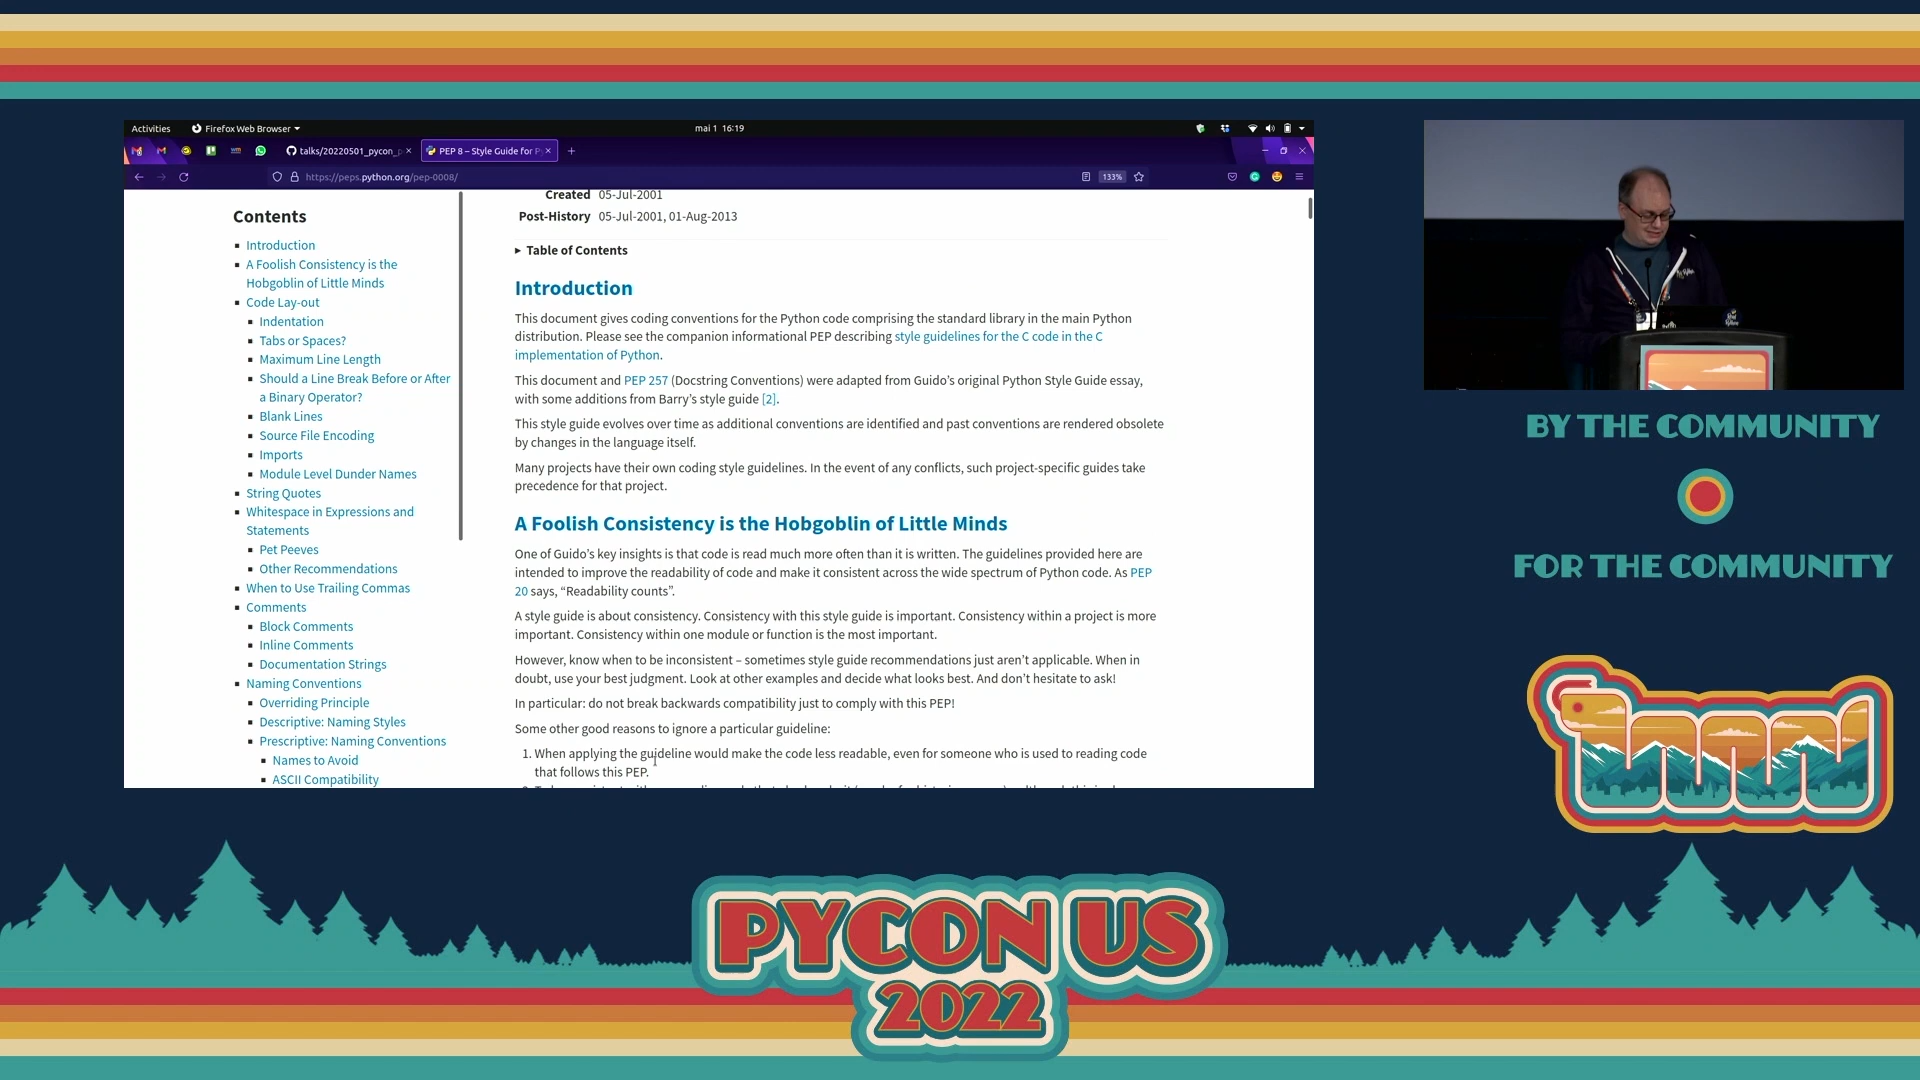 Activities
Firefox Web Browser
mai 1 16:19
talks/20220501_pycon_p
PEP 8 – Style Guide for P
https://peps.python.org/pep-0008/
133%
Contents
Introduction
A Foolish Consistency is the
Hobgoblin of Little Minds
Code Lay-out
Indentation
Tabs or Spaces?
Maximum Line Length
Should a Line Break Before or After
a Binary Operator?
Blank Lines
Source File Encoding
Imports
Module Level Dunder Names
String Quotes
Whitespace in Expressions and
Statements
Pet Peeves
Other Recommendations
When to Use Trailing Commas
Comments
Block Comments
Inline Comments
Documentation Strings
Naming Conventions
Overriding Principle
Descriptive: Naming Styles
Prescriptive: Naming Conventions
Names to Avoid
ASCII Compatibility
Created 05-Jul-2001
Post-History 05-Jul-2001, 01-Aug-2013
Table of Contents
Introduction
This document gives coding conventions for the Python code comprising the standard library in the main Python
distribution. Please see the companion informational PEP describing style guidelines for the C code in the C
implementation of Python.
This document and PEP 257 (Docstring Conventions) were adapted from Guido’s original Python Style Guide essay,
with some additions from Barry’s style guide [2].
This style guide evolves over time as additional conventions are identified and past conventions are rendered obsolete
by changes in the language itself.
Many projects have their own coding style guidelines. In the event of any conflicts, such project-specific guides take
precedence for that project.
A Foolish Consistency is the Hobgoblin of Little Minds
One of Guido’s key insights is that code is read much more often than it is written. The guidelines provided here are
intended to improve the readability of code and make it consistent across the wide spectrum of Python code. As PEP
20 says, “Readability counts”.
A style guide is about consistency. Consistency with this style guide is important. Consistency within a project is more
important. Consistency within one module or function is the most important.
However, know when to be inconsistent – sometimes style guide recommendations just aren’t applicable. When in
doubt, use your best judgment. Look at other examples and decide what looks best. And don’t hesitate to ask!
In particular: do not break backwards compatibility just to comply with this PEP!
Some other good reasons to ignore a particular guideline:
1. When applying the guideline would make the code less readable, even for someone who is used to reading code
that follows this PEP.
BY THE COMMUNITY
FOR THE COMMUNITY
PYCON US
2022